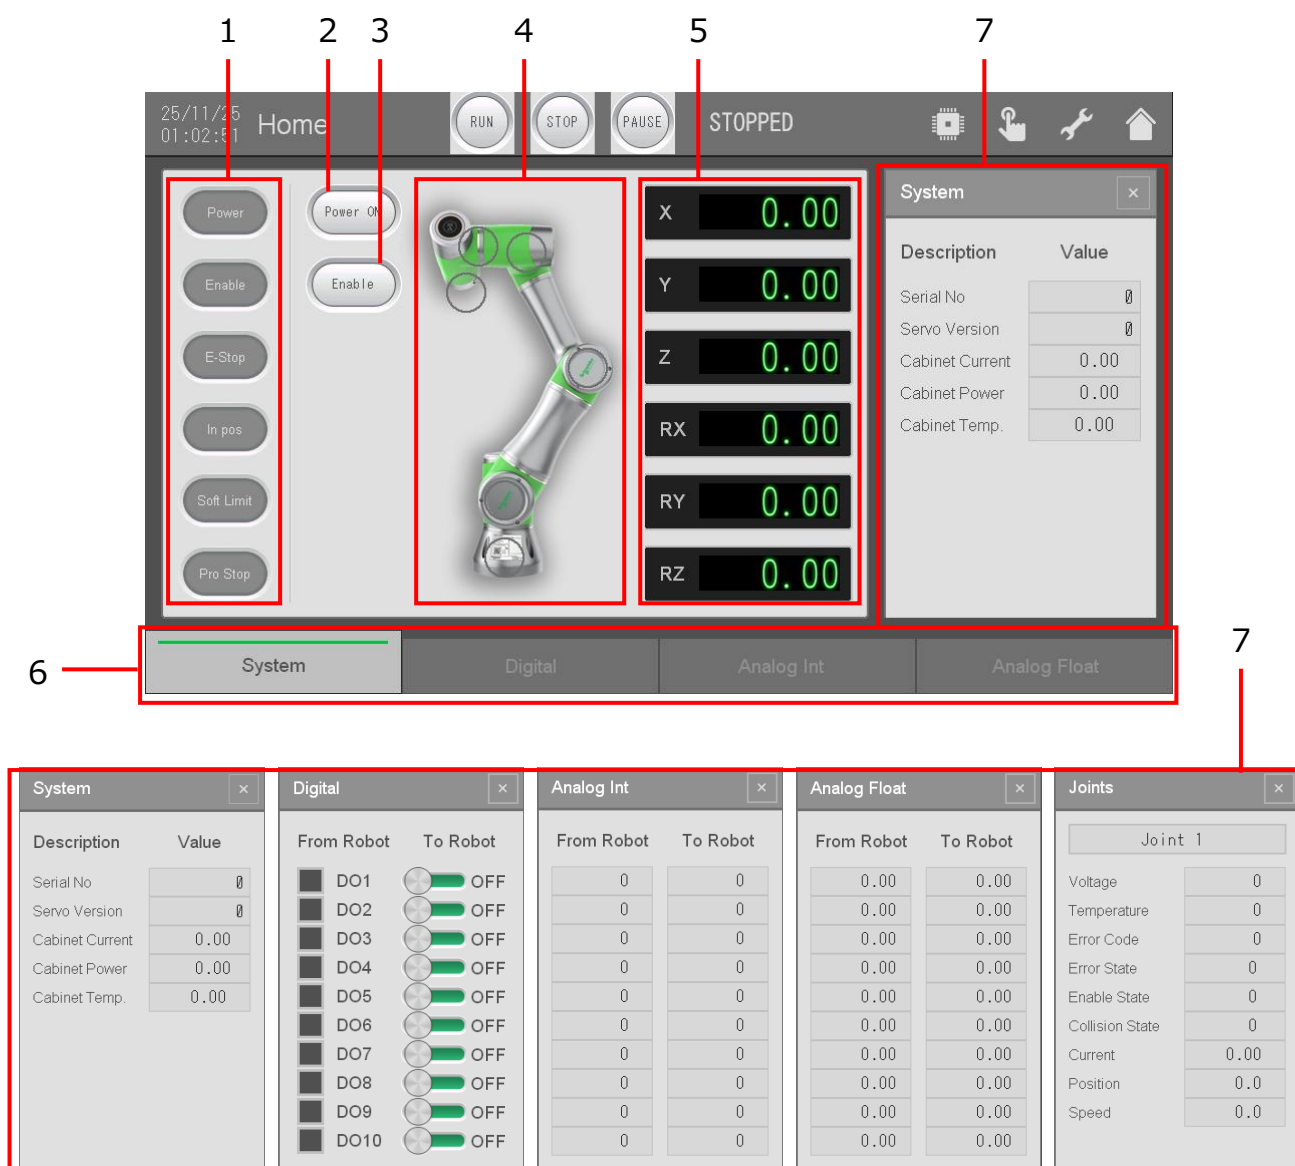 1 2 3 4 5 7
25/11/25
01:02:51
Home
RUN STOP PAUSE STOPPED
Power Power ON
Enable Enable
E-Stop
In pos
Soft Limit
Pro Stop
X 0.00
Y 0.00
Z 0.00
RX 0.00
RY 0.00
RZ 0.00
System ×
Description Value
Serial No 0
Servo Version 0
Cabinet Current 0.00
Cabinet Power 0.00
Cabinet Temp. 0.00
6
System Digital Analog Int Analog Float
7
System ×
Description Value
Serial No 0
Servo Version 0
Cabinet Current 0.00
Cabinet Power 0.00
Cabinet Temp. 0.00
Digital ×
From Robot To Robot
DO1 OFF
DO2 OFF
DO3 OFF
DO4 OFF
DO5 OFF
DO6 OFF
DO7 OFF
DO8 OFF
DO9 OFF
DO10 OFF
Analog Int ×
From Robot To Robot
0 0
0 0
0 0
0 0
0 0
0 0
0 0
0 0
0 0
0 0
Analog Float ×
From Robot To Robot
0.00 0.00
0.00 0.00
0.00 0.00
0.00 0.00
0.00 0.00
0.00 0.00
0.00 0.00
0.00 0.00
0.00 0.00
0.00 0.00
Joints ×
Joint 1
Voltage 0
Temperature 0
Error Code 0
Error State 0
Enable State 0
Collision State 0
Current 0.00
Position 0.0
Speed 0.0